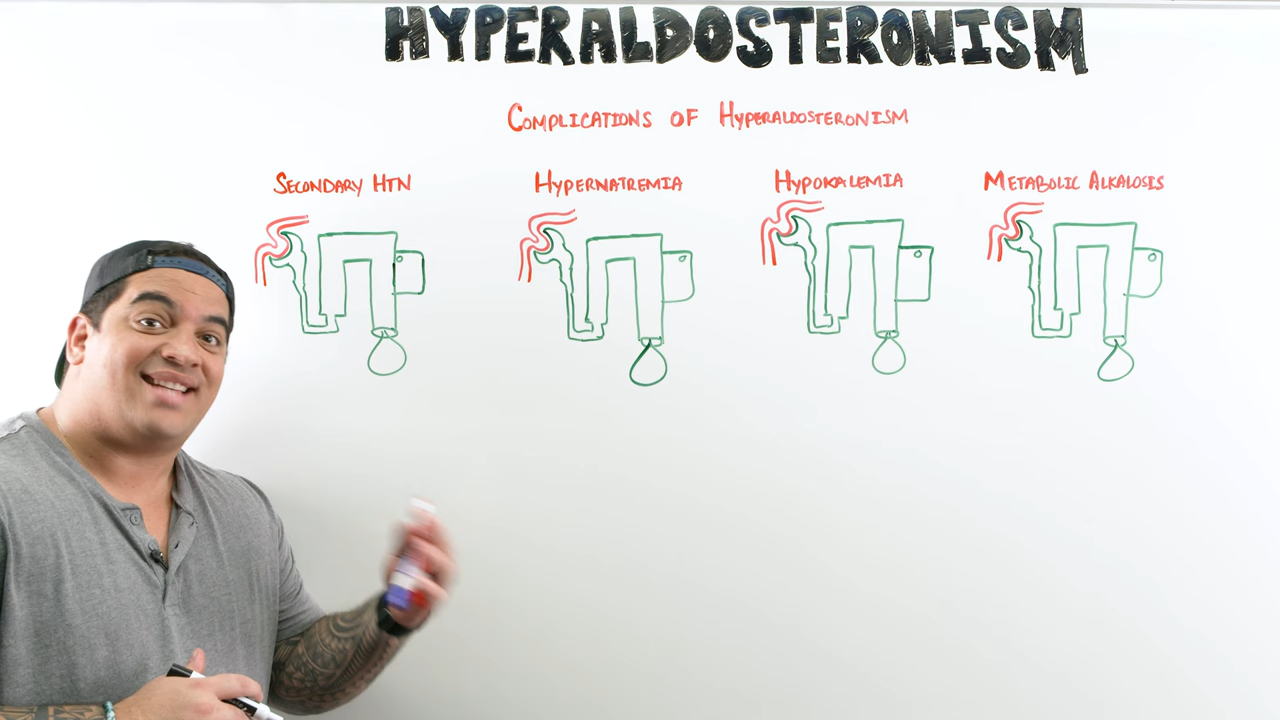 HYPERALDOSTERONISM
COMPLICATIONS OF HYPERALDOSTERONISM
SECONDARY HTN HYPERNATREMIA HYPOKALEMIA METABOLIC ALKALOSIS